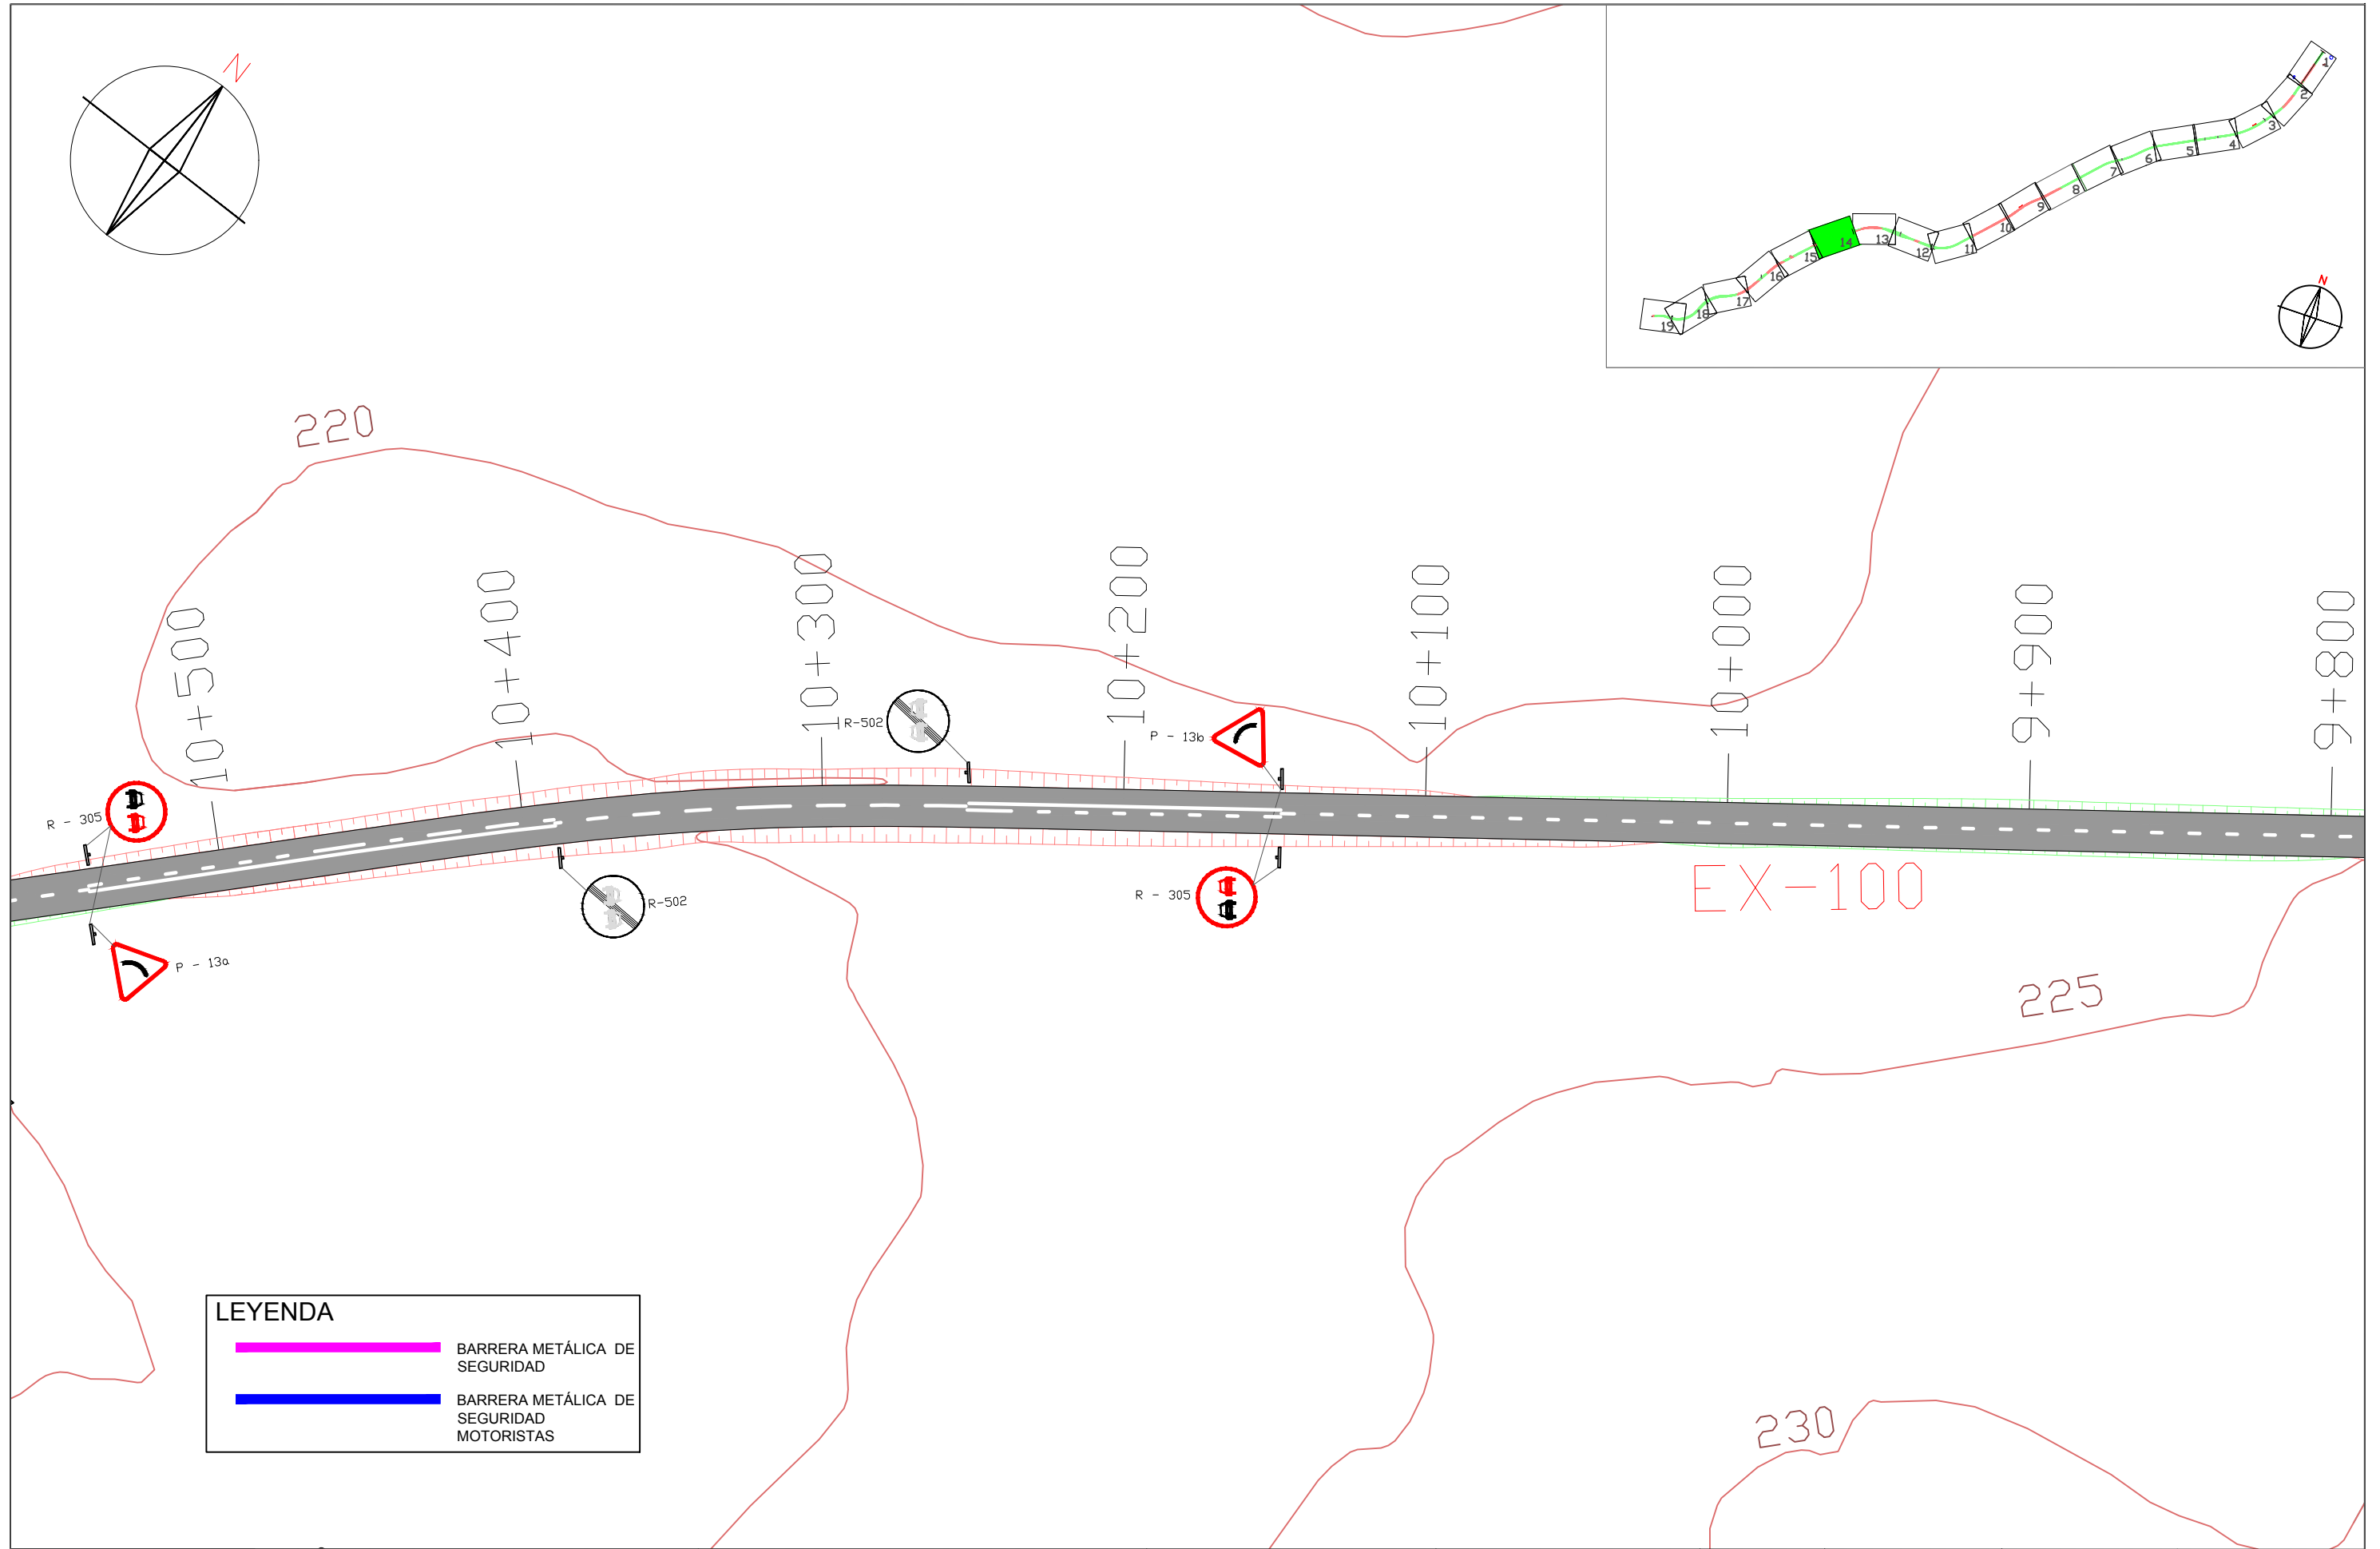 N
1
2
3
4
5
6
7
8
9
10
11
12
13
14
15
16
17
18
19
N
220
10+500
10+400
10+300
10+200
10+100
10+000
9+900
9+800
R-502
P - 13b
R - 305
R - 305
EX-100
R-502
P - 13a
225
LEYENDA
BARRERA METÁLICA DE
SEGURIDAD
BARRERA METÁLICA DE
SEGURIDAD
MOTORISTAS
230